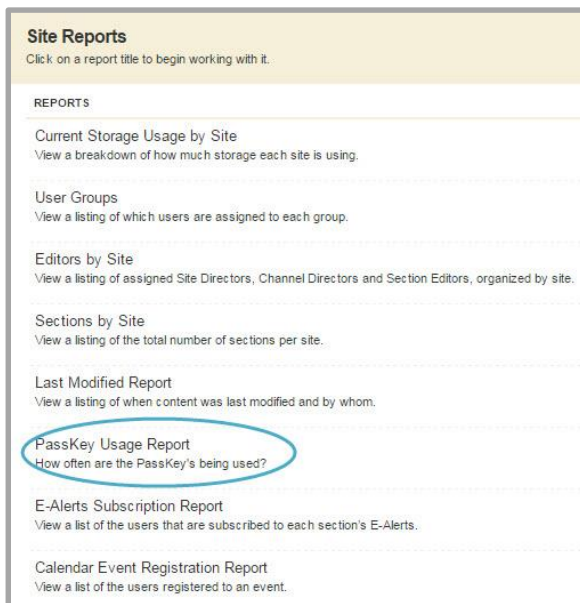 Site Reports
Click on a report title to begin working with it.
REPORTS
Current Storage Usage by Site
View a breakdown of how much storage each site is using.
User Groups
View a listing of which users are assigned to each group.
Editors by Site
View a listing of assigned Site Directors, Channel Directors and Section Editors, organized by site.
Sections by Site
View a listing of the total number of sections per site.
Last Modified Report
View a listing of when content was last modified and by whom.
PassKey Usage Report
How often are the PassKey's being used?
E-Alerts Subscription Report
View a list of the users that are subscribed to each section's E-Alerts.
Calendar Event Registration Report
View a list of the users registered to an event.